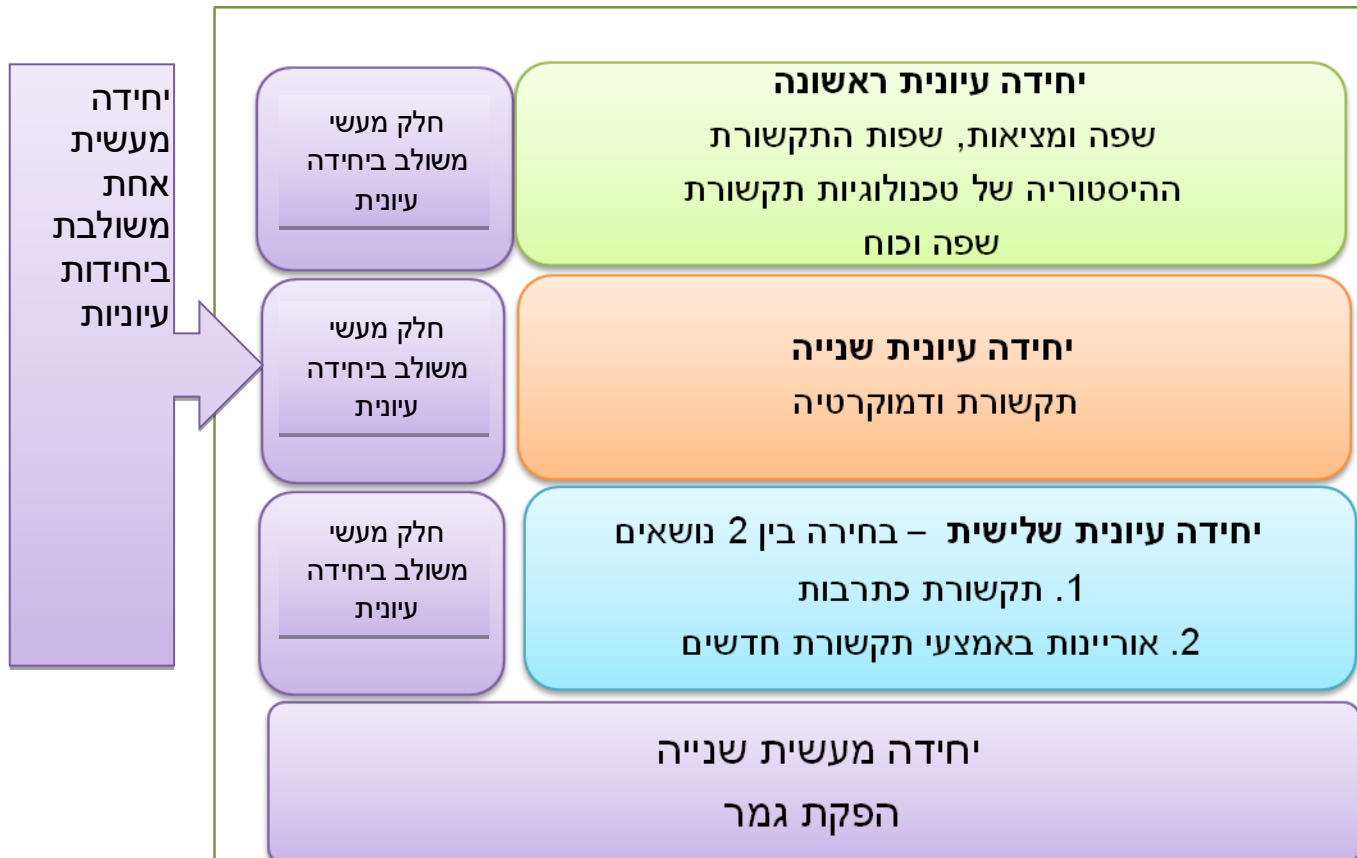 יחידה עיונית ראשונה
שפה ומציאות, שפות התקשורת
ההיסטוריה של טכנולוגיות תקשורת
שפה וכוח
חלק מעשי
משולב ביחידה
עיונית
יחידה
מעשית
אחת
משולבת
ביחידות
עיוניות
יחידה עיונית שנייה
תקשורת ודמוקרטיה
חלק מעשי
משולב ביחידה
עיונית
יחידה עיונית שלישית – בחירה בין 2 נושאים
1. תקשורת כתרבות
2. אוריינות באמצעי תקשורת חדשים
חלק מעשי
משולב ביחידה
עיונית
יחידה מעשית שנייה
הפקת גמר